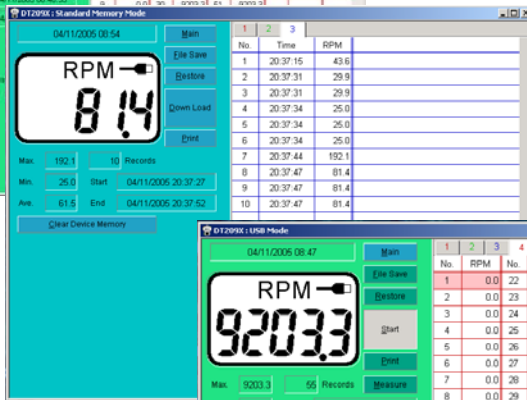 DT209X : Standard Memory Mode
04/11/2005 08:54
Main
File Save
Restore
Down Load
Print
RPM
81.4
Max. 192.1 10 Records
Min. 25.0 Start 04/11/2005 20:37:27
Ave. 61.5 End 04/11/2005 20:37:52
Clear Device Memory
1 2 3
No. Time RPM
1 20:37:15 43.6
2 20:37:31 29.9
3 20:37:31 29.9
4 20:37:34 25.0
5 20:37:34 25.0
6 20:37:34 25.0
7 20:37:44 192.1
8 20:37:47 81.4
9 20:37:47 81.4
10 20:37:47 81.4
DT209X : USB Mode
04/11/2005 08:47
Main
File Save
Restore
Start
Print
Measure
RPM
9203.3
Max. 9203.3 55 Records
1 2 3 4
No. RPM No.
1 0.0 22
2 0.0 23
3 0.0 24
4 0.0 25
5 0.0 26
6 0.0 27
7 0.0 28
8 0.0 29